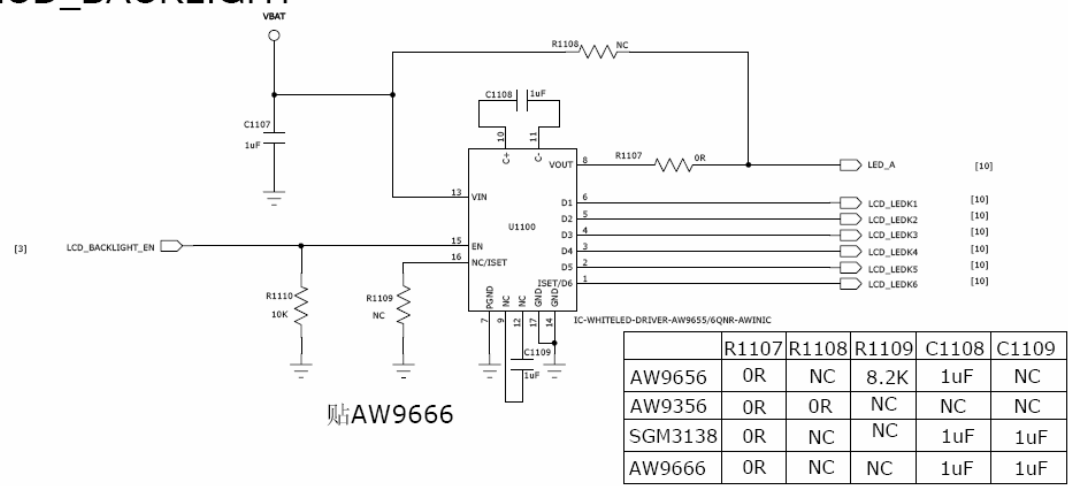 LCD_BACKLIGHT
VBAT
R1108 NC
C1108 1uF
C1107
1uF
10 11
C+ C-
VOUT 8 R1107 0R LED_A [10]
13 VIN
D1 6 LCD_LEDK1 [10]
D2 5 LCD_LEDK2 [10]
U1100
D3 4 LCD_LEDK3 [10]
[3] LCD_BACKLIGHT_EN 15 EN
D4 3 LCD_LEDK4 [10]
16 NC/ISET
D5 2 LCD_LEDK5 [10]
ISET/D6 1 LCD_LEDK6 [10]
PGND NC NC GND GND
R1110
10K
R1109
NC
7 9 12 17 14
IC-WHITELED-DRIVER-AW9655/6QNR-AWINIC
C1109
1uF
贴AW9666
R1107 R1108 R1109 C1108 C1109
AW9656 0R NC 8.2K 1uF NC
AW9356 0R 0R NC NC NC
SGM3138 0R NC NC 1uF 1uF
AW9666 0R NC NC 1uF 1uF